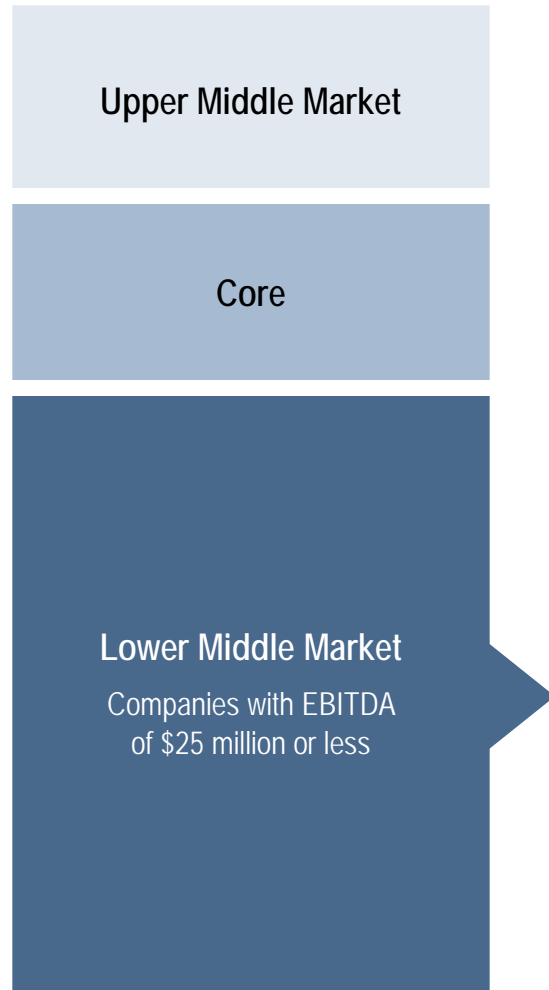 Upper Middle Market
Core
Lower Middle Market
Companies with EBITDA
of $25 million or less